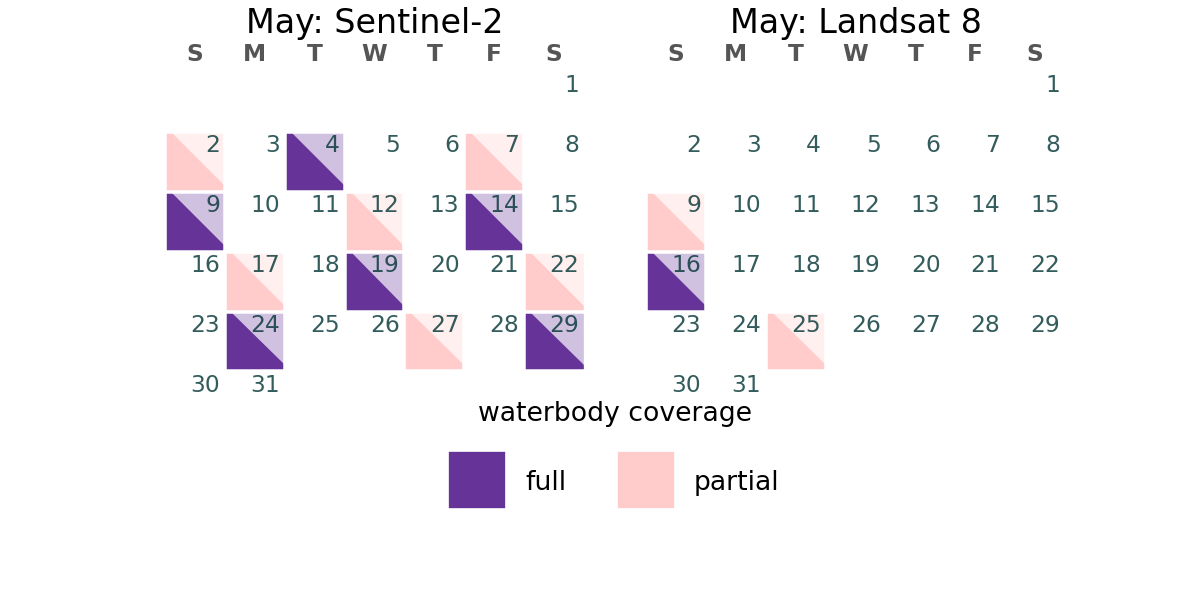 May: Sentinel-2
S M T W T F S
1
2 3 4 5 6 7 8
9 10 11 12 13 14 15
16 17 18 19 20 21 22
23 24 25 26 27 28 29
30 31
May: Landsat 8
S M T W T F S
1
2 3 4 5 6 7 8
9 10 11 12 13 14 15
16 17 18 19 20 21 22
23 24 25 26 27 28 29
30 31
waterbody coverage
full partial